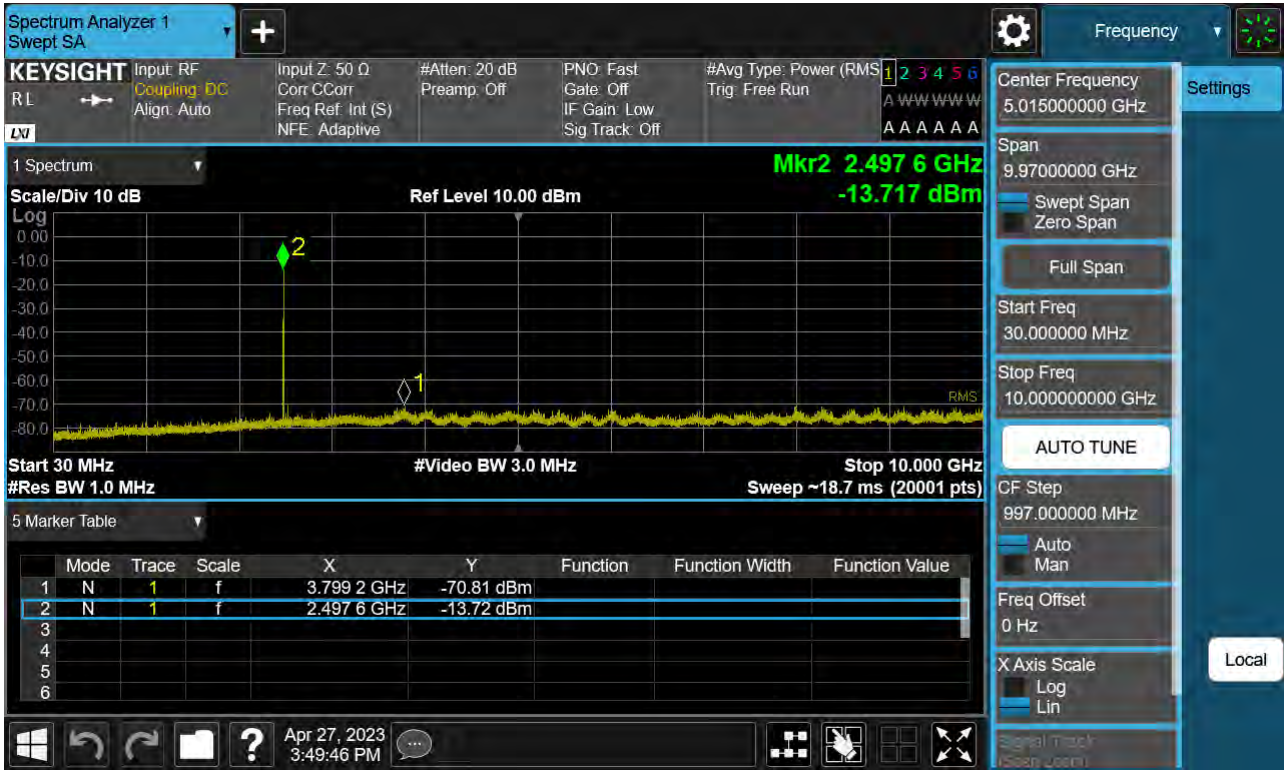 Spectrum Analyzer 1
Swept SA
+
Frequency
KEYSIGHT
RL
LXI
Input: RF
Coupling: DC
Align: Auto
Input Z: 50 Ω
Corr CCorr
Freq Ref: Int (S)
NFE: Adaptive
#Atten: 20 dB
Preamp: Off
PNO: Fast
Gate: Off
IF Gain: Low
Sig Track: Off
#Avg Type: Power (RMS
Trig: Free Run
1 2 3 4 5 6
A W W W W W
A A A A A A
1 Spectrum
Scale/Div 10 dB
Ref Level 10.00 dBm
Mkr2 2.497 6 GHz
-13.717 dBm
Log
0.00
-10.0
-20.0
-30.0
-40.0
-50.0
-60.0
-70.0
-80.0
2
1
RMS
Start 30 MHz
#Video BW 3.0 MHz
Stop 10.000 GHz
#Res BW 1.0 MHz
Sweep ~18.7 ms (20001 pts)
5 Marker Table
Mode Trace Scale X Y Function Function Width Function Value
1 N 1 f 3.799 2 GHz -70.81 dBm
2 N 1 f 2.497 6 GHz -13.72 dBm
3
4
5
6
?
Apr 27, 2023
3:49:46 PM
Center Frequency
5.015000000 GHz
Span
9.97000000 GHz
Swept Span
Zero Span
Full Span
Start Freq
30.000000 MHz
Stop Freq
10.000000000 GHz
AUTO TUNE
CF Step
997.000000 MHz
Auto
Man
Freq Offset
0 Hz
X Axis Scale
Log
Lin
Signal Track
(Span Zoom)
Settings
Local